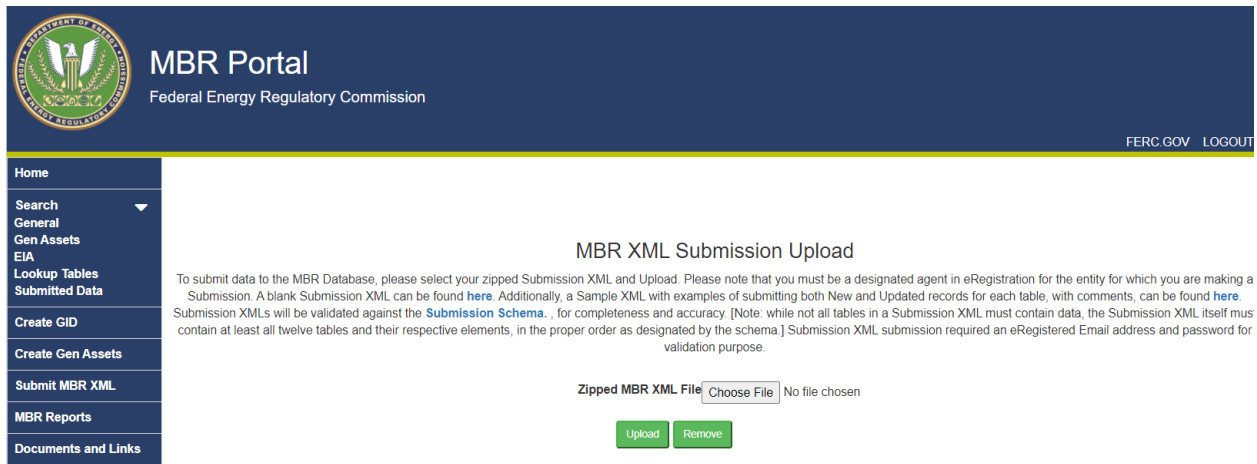 DEPARTMENT OF ENERGY
FEDERAL ENERGY REGULATORY COMMISSION
MBR Portal
Federal Energy Regulatory Commission
FERC.GOV LOGOUT
Home
Search
General
Gen Assets
EIA
Lookup Tables
Submitted Data
Create GID
Create Gen Assets
Submit MBR XML
MBR Reports
Documents and Links
MBR XML Submission Upload
To submit data to the MBR Database, please select your zipped Submission XML and Upload. Please note that you must be a designated agent in eRegistration for the entity for which you are making a
Submission. A blank Submission XML can be found here. Additionally, a Sample XML with examples of submitting both New and Updated records for each table, with comments, can be found here.
Submission XMLs will be validated against the Submission Schema. , for completeness and accuracy. [Note: while not all tables in a Submission XML must contain data, the Submission XML itself mus
contain at least all twelve tables and their respective elements, in the proper order as designated by the schema.] Submission XML submission required an eRegistered Email address and password for
validation purpose.
Zipped MBR XML File Choose File No file chosen
Upload Remove